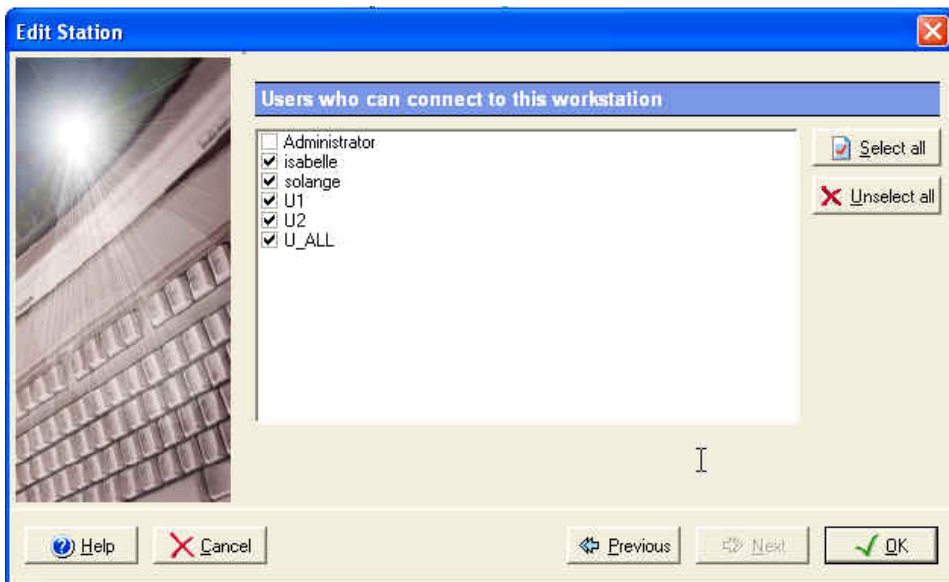 Edit Station
Users who can connect to this workstation
Administrator
isabelle
solange
U1
U2
U_ALL
Select all
Unselect all
Help
Cancel
Previous
Next
OK